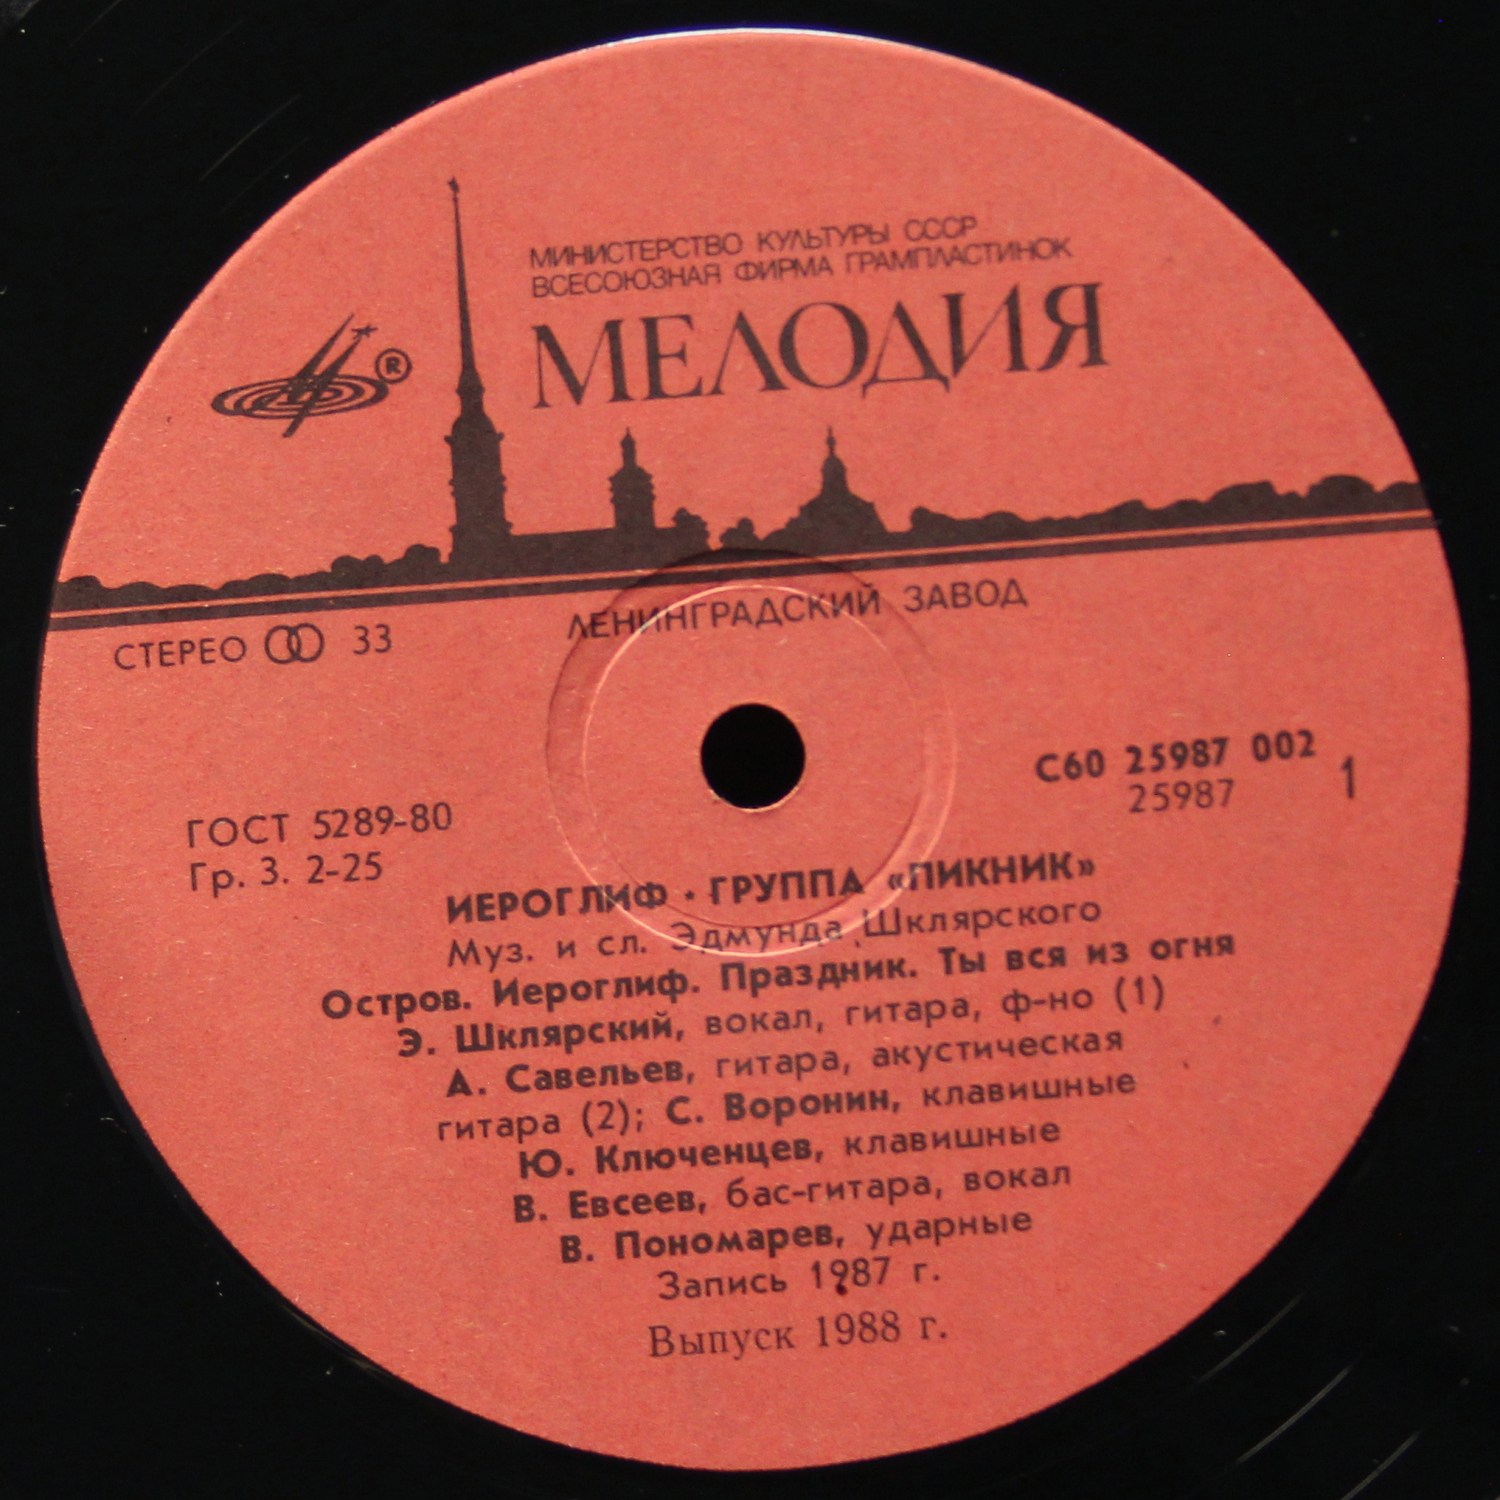 МИНИСТЕРСТВО КУЛЬТУРЫ СССР
ВСЕСОЮЗНАЯ ФИРМА ГРАМПЛАСТИНОК
МЕЛОДИЯ
®
ЛЕНИНГРАДСКИЙ ЗАВОД
СТЕРЕО 33
С60 25987 002
25987 1
ГОСТ 5289-80
Гр. 3. 2-25
ИЕРОГЛИФ · ГРУППА «ПИКНИК»
Муз. и сл. Эдмунда Шклярского
Остров. Иероглиф. Праздник. Ты вся из огня
Э. Шклярский, вокал, гитара, ф-но (1)
А. Савельев, гитара, акустическая
гитара (2); С. Воронин, клавишные
Ю. Ключенцев, клавишные
В. Евсеев, бас-гитара, вокал
В. Пономарев, ударные
Запись 1987 г.
Выпуск 1988 г.